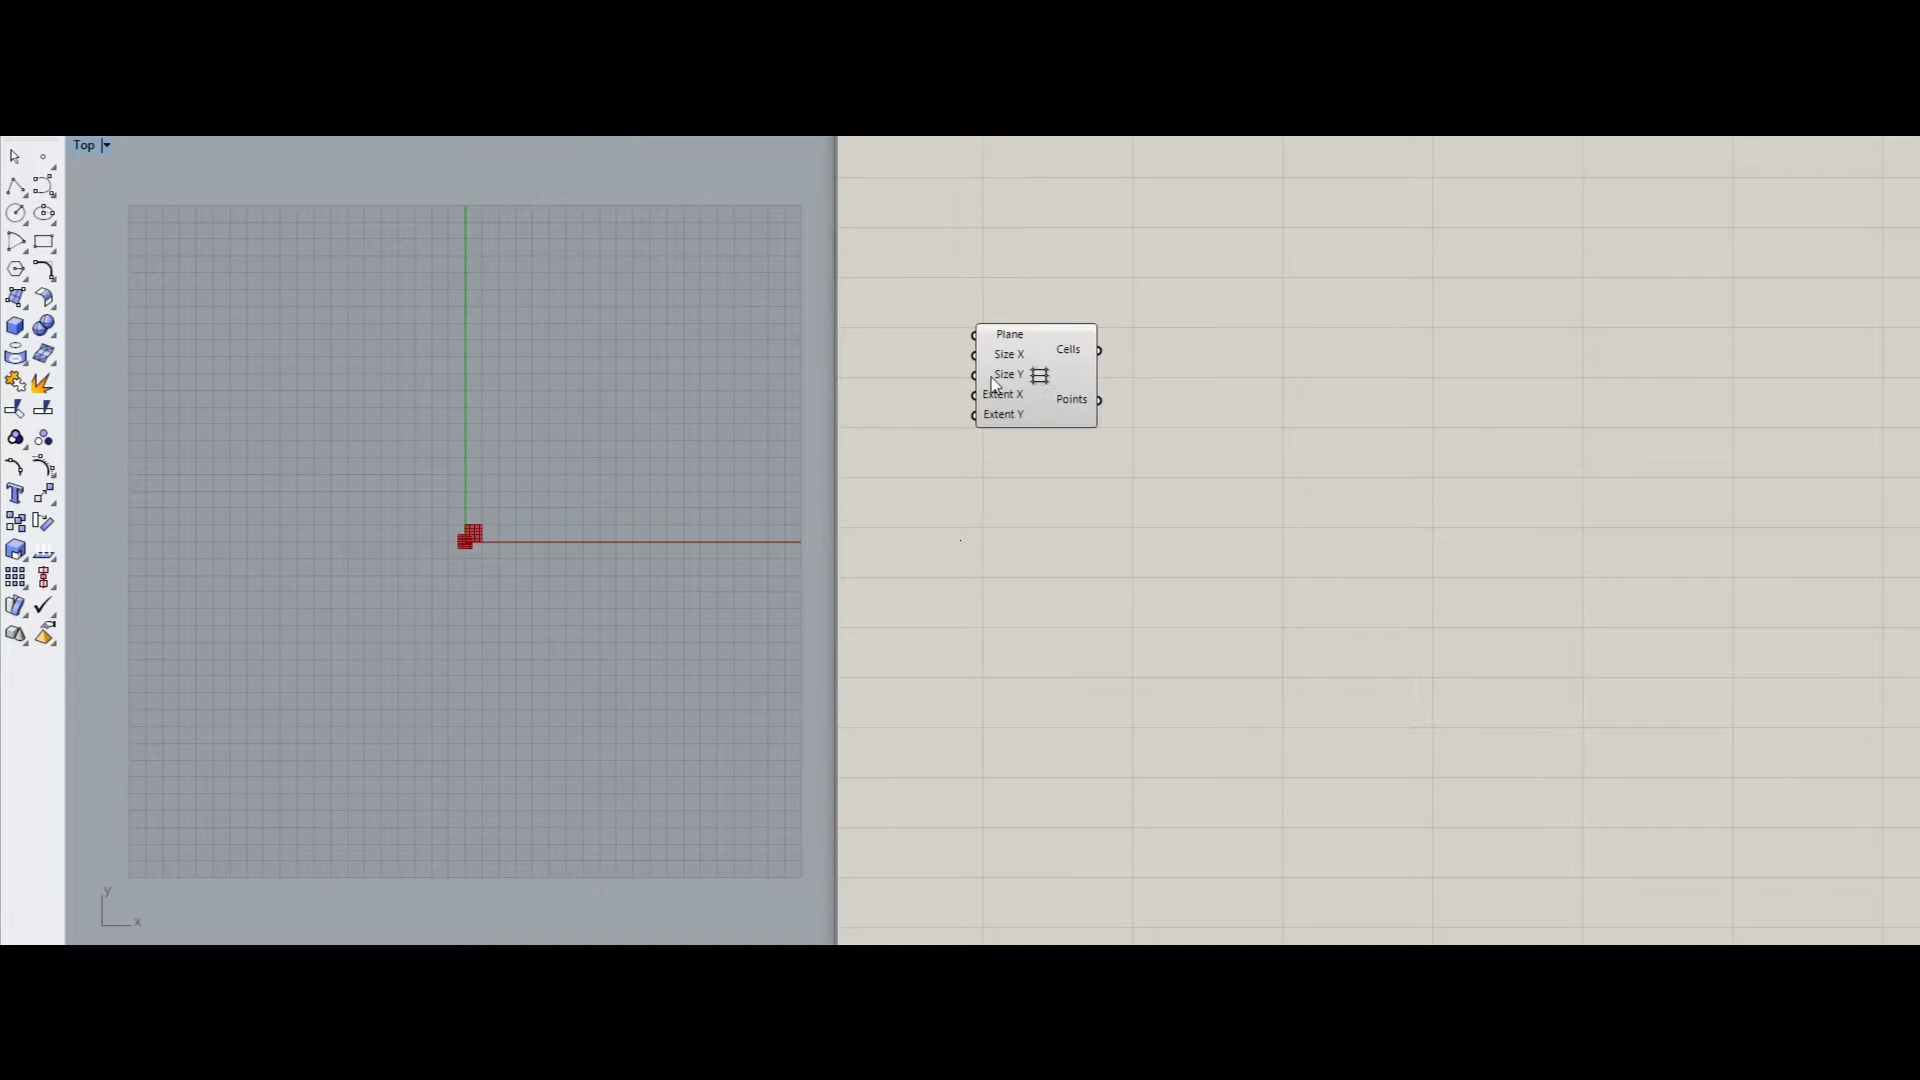 Top
Plane
Size X
Cells
Size Y
Extent X
Points
Extent Y
y
x